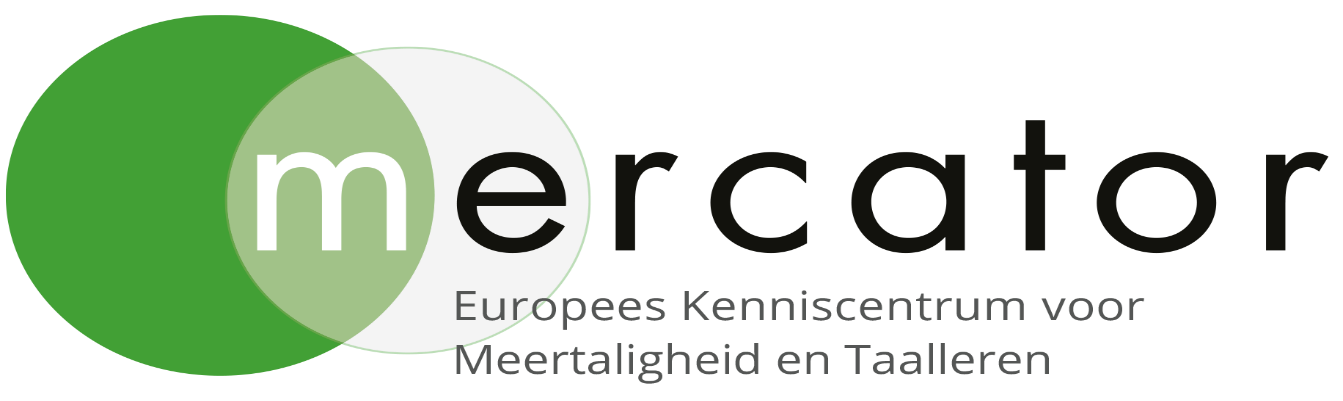 mercator
Europees Kenniscentrum voor
Meertaligheid en Taalleren